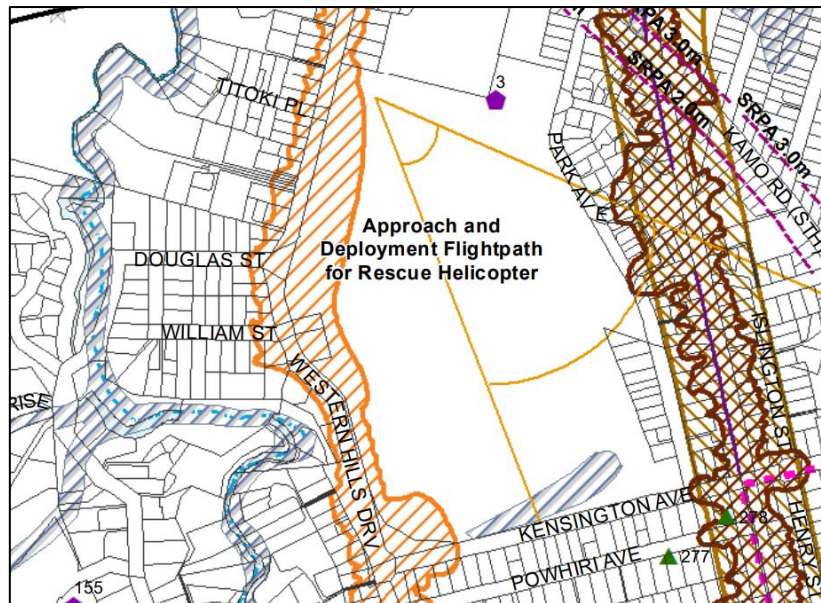 SRPA 3.0m
3
TITOKI PL
SRPA 2.0m
SRPA 3.0m
KAMO RD (STH)
PARK AVE
Approach and
Deployment Flightpath
for Rescue Helicopter
DOUGLAS ST
WILLIAM ST
ISLINGTON ST
WESTERN HILLS DRV
RISE
KENSINGTON AVE
278
HENRY ST
POWHIRI AVE
277
155